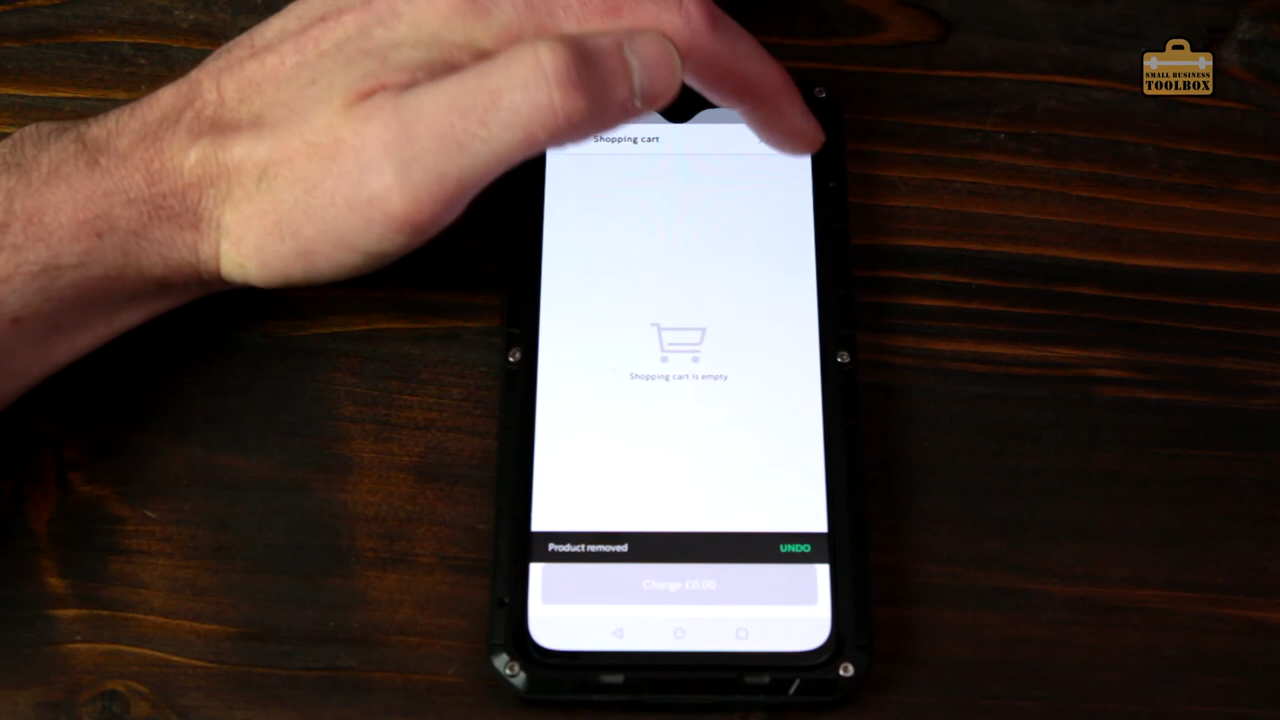 SMALL BUSINESS
TOOLBOX
Shopping cart
Shopping cart is empty
Product removed
UNDO
Charge £0.00